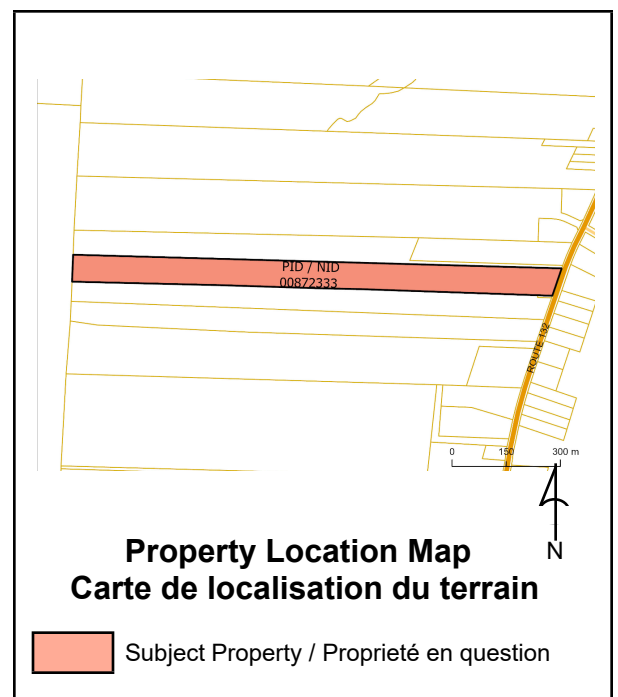 PID / NID
00872333
ROUTE 132
0 150 300 m
N
Property Location Map
Carte de localisation du terrain
Subject Property / Proprieté en question